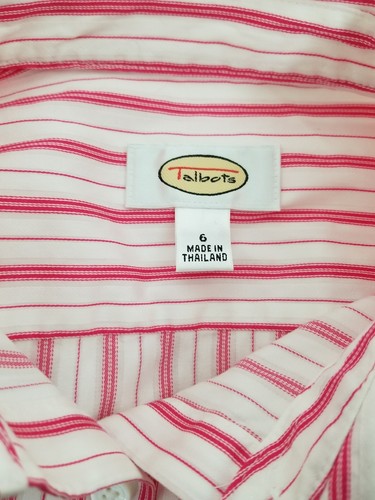 Talbots
6
MADE IN
THAILAND